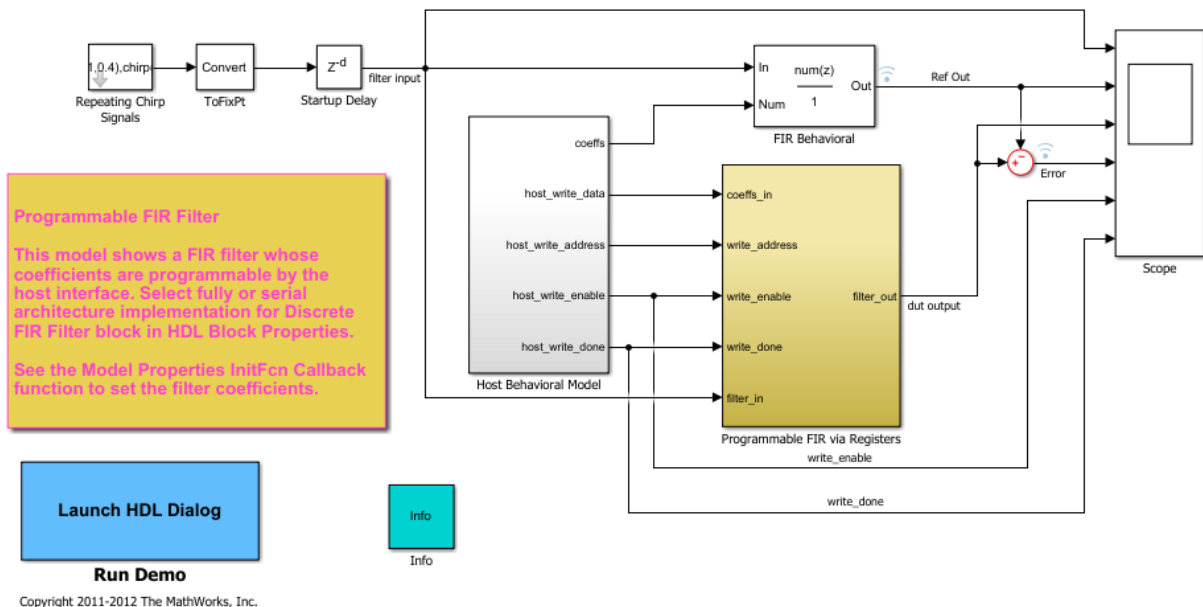 1,0.4),chirp
Repeating Chirp
Signals
Convert
ToFixPt
Z-d
Startup Delay
filter input
In
Num
num(z)
1
Out
FIR Behavioral
Ref Out
Error
Scope
coeffs
host_write_data
host_write_address
host_write_enable
host_write_done
Host Behavioral Model
coeffs_in
write_address
write_enable
write_done
filter_in
filter_out
Programmable FIR via Registers
dut output
write_enable
write_done
Programmable FIR Filter
This model shows a FIR filter whose
coefficients are programmable by the
host interface. Select fully or serial
architecture implementation for Discrete
FIR Filter block in HDL Block Properties.
See the Model Properties InitFcn Callback
function to set the filter coefficients.
Launch HDL Dialog
Run Demo
Info
Info
Copyright 2011-2012 The MathWorks, Inc.